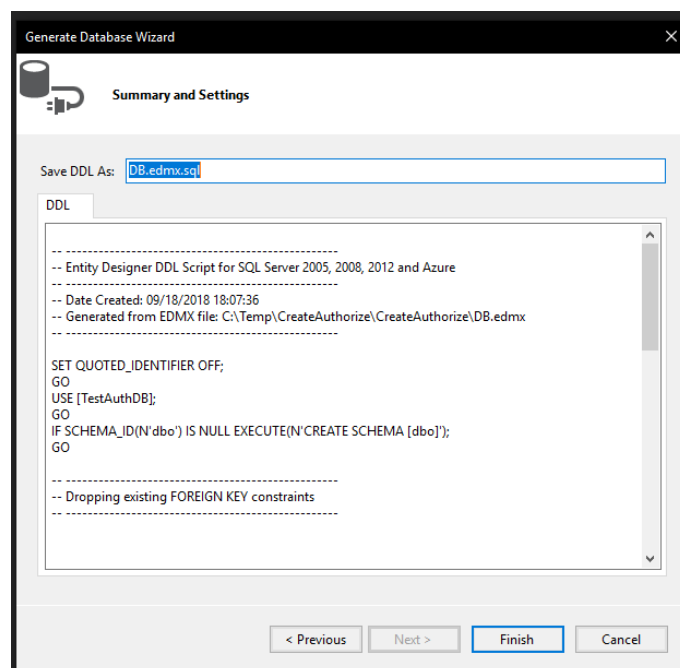 Generate Database Wizard
Summary and Settings
Save DDL As: DB.edmx.sql
DDL
-- --------------------------------------------------
-- Entity Designer DDL Script for SQL Server 2005, 2008, 2012 and Azure
-- --------------------------------------------------
-- Date Created: 09/18/2018 18:07:36
-- Generated from EDMX file: C:\Temp\CreateAuthorize\CreateAuthorize\DB.edmx
-- --------------------------------------------------
SET QUOTED_IDENTIFIER OFF;
GO
USE [TestAuthDB];
GO
IF SCHEMA_ID(N'dbo') IS NULL EXECUTE(N'CREATE SCHEMA [dbo]');
GO
-- --------------------------------------------------
-- Dropping existing FOREIGN KEY constraints
-- --------------------------------------------------
< Previous Next > Finish Cancel